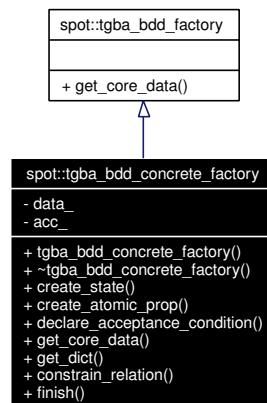 spot::tgba_bdd_factory
+ get_core_data()
spot::tgba_bdd_concrete_factory
- data_
- acc_
+ tgba_bdd_concrete_factory()
+ ~tgba_bdd_concrete_factory()
+ create_state()
+ create_atomic_prop()
+ declare_acceptance_condition()
+ get_core_data()
+ get_dict()
+ constrain_relation()
+ finish()